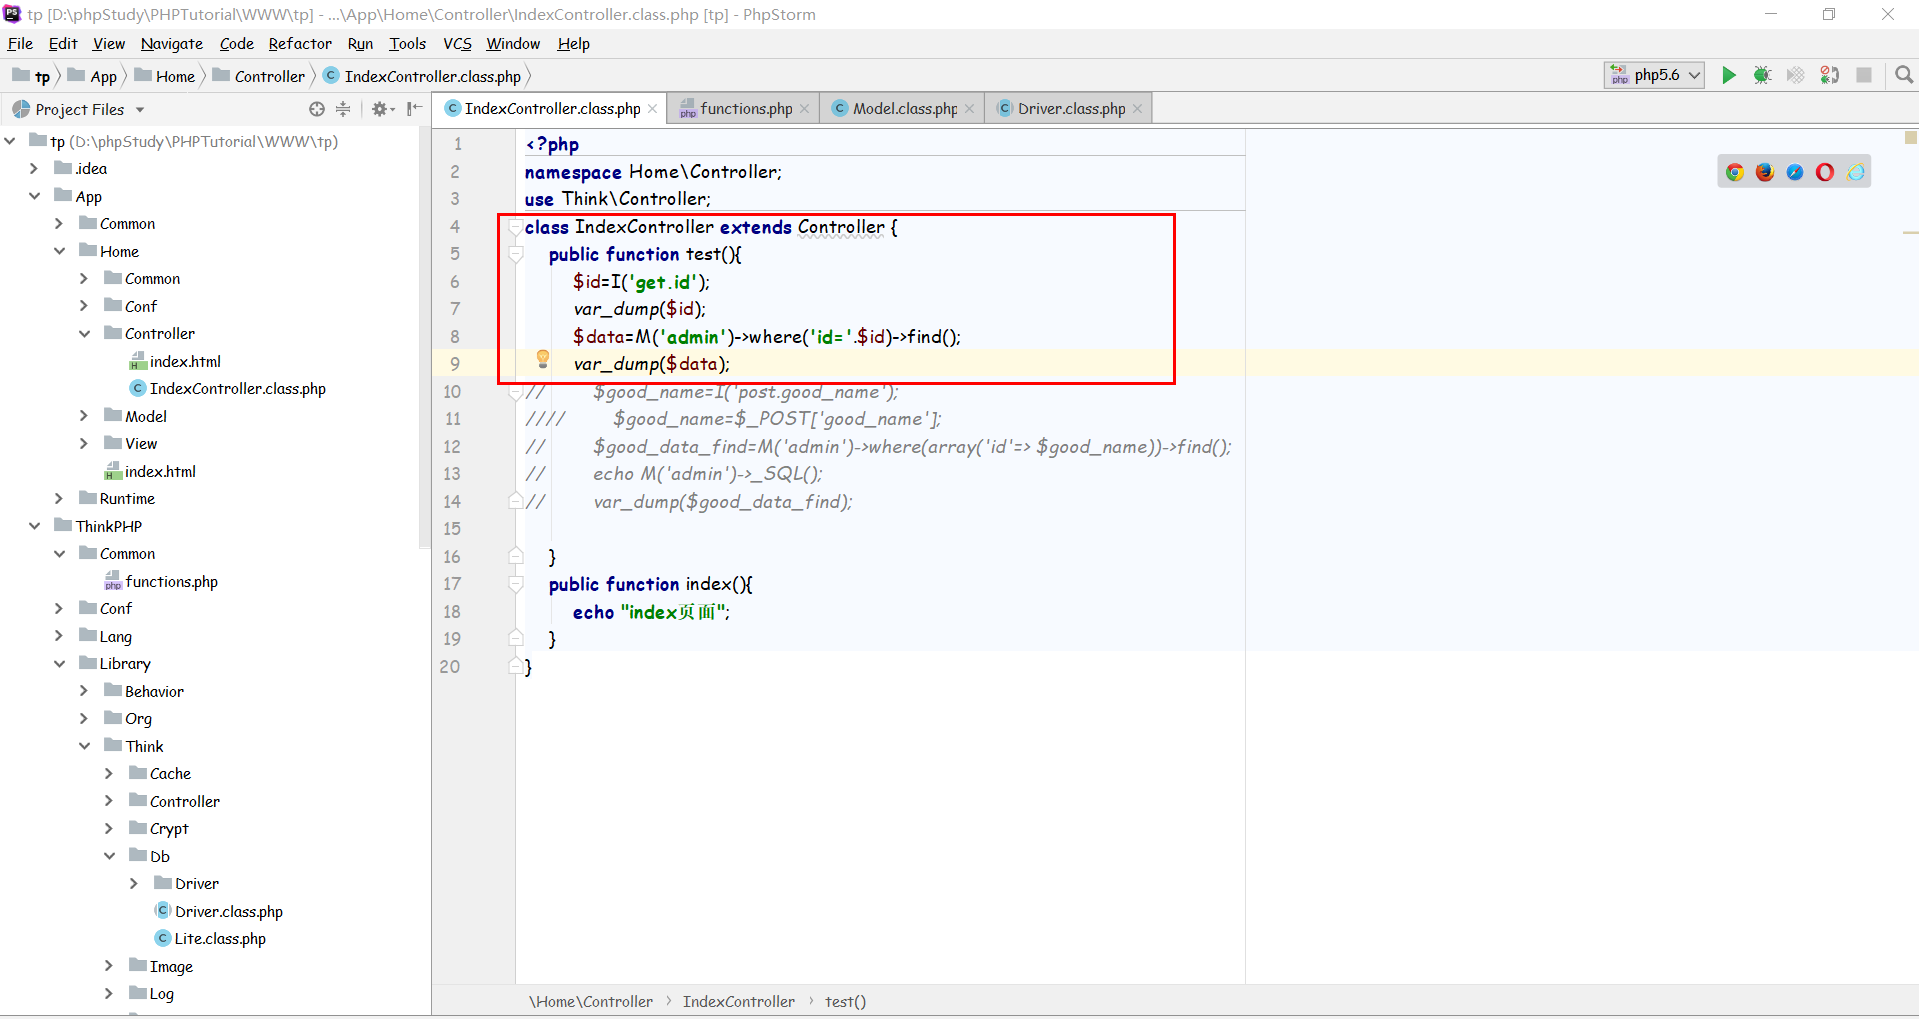 tp [D:\phpStudy\PHPTutorial\WWW\tp] - ...\App\Home\Controller\IndexController.class.php [tp] - PhpStorm
File Edit View Navigate Code Refactor Run Tools VCS Window Help
tp App Home Controller IndexController.class.php php5.6
Project Files IndexController.class.php functions.php Model.class.php Driver.class.php
tp (D:\phpStudy\PHPTutorial\WWW\tp)
.idea
App
Common
Home
Common
Conf
Controller
index.html
IndexController.class.php
Model
View
index.html
Runtime
ThinkPHP
Common
functions.php
Conf
Lang
Library
Behavior
Org
Think
Cache
Controller
Crypt
Db
Driver
Driver.class.php
Lite.class.php
Image
Log
1 <?php
2 namespace Home\Controller;
3 use Think\Controller;
4 class IndexController extends Controller {
5 public function test(){
6 $id=I('get.id');
7 var_dump($id);
8 $data=M('admin')->where('id='.$id)->find();
9 var_dump($data);
10 // $good_name=I('post.good_name');
11 //// $good_name=$_POST['good_name'];
12 // $good_data_find=M('admin')->where(array('id'=> $good_name))->find();
13 // echo M('admin')->_SQL();
14 // var_dump($good_data_find);
15
16 }
17 public function index(){
18 echo "index页面";
19 }
20 }
\Home\Controller › IndexController › test()